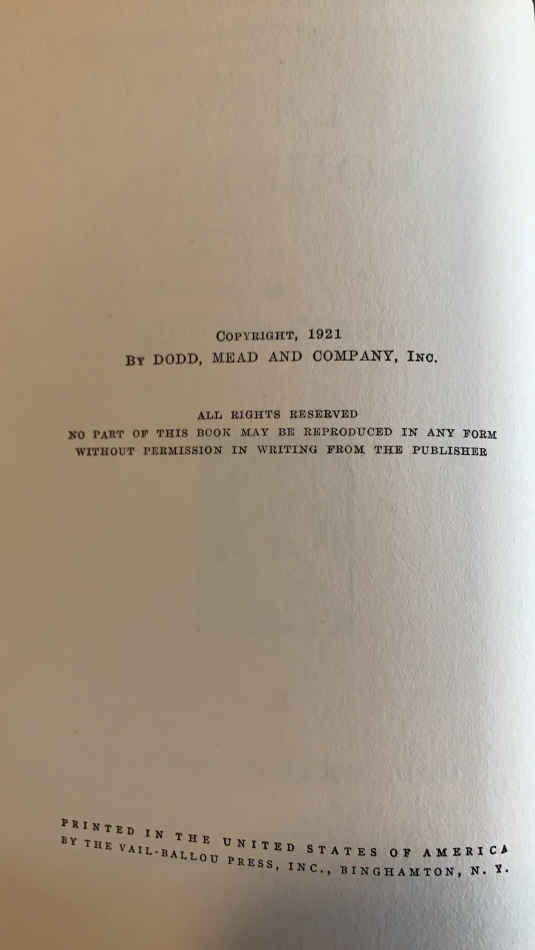 COPYRIGHT, 1921
BY DODD, MEAD AND COMPANY, INC.
ALL RIGHTS RESERVED
NO PART OF THIS BOOK MAY BE REPRODUCED IN ANY FORM
WITHOUT PERMISSION IN WRITING FROM THE PUBLISHER
PRINTED IN THE UNITED STATES OF AMERICA
BY THE VAIL-BALLOU PRESS, INC., BINGHAMTON, N. Y.